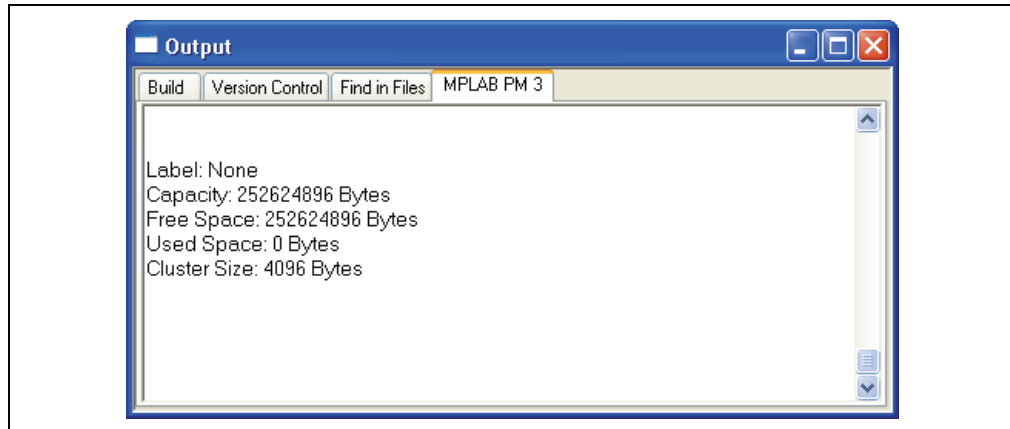 Output
Build Version Control Find in Files MPLAB PM 3
Label: None
Capacity: 252624896 Bytes
Free Space: 252624896 Bytes
Used Space: 0 Bytes
Cluster Size: 4096 Bytes